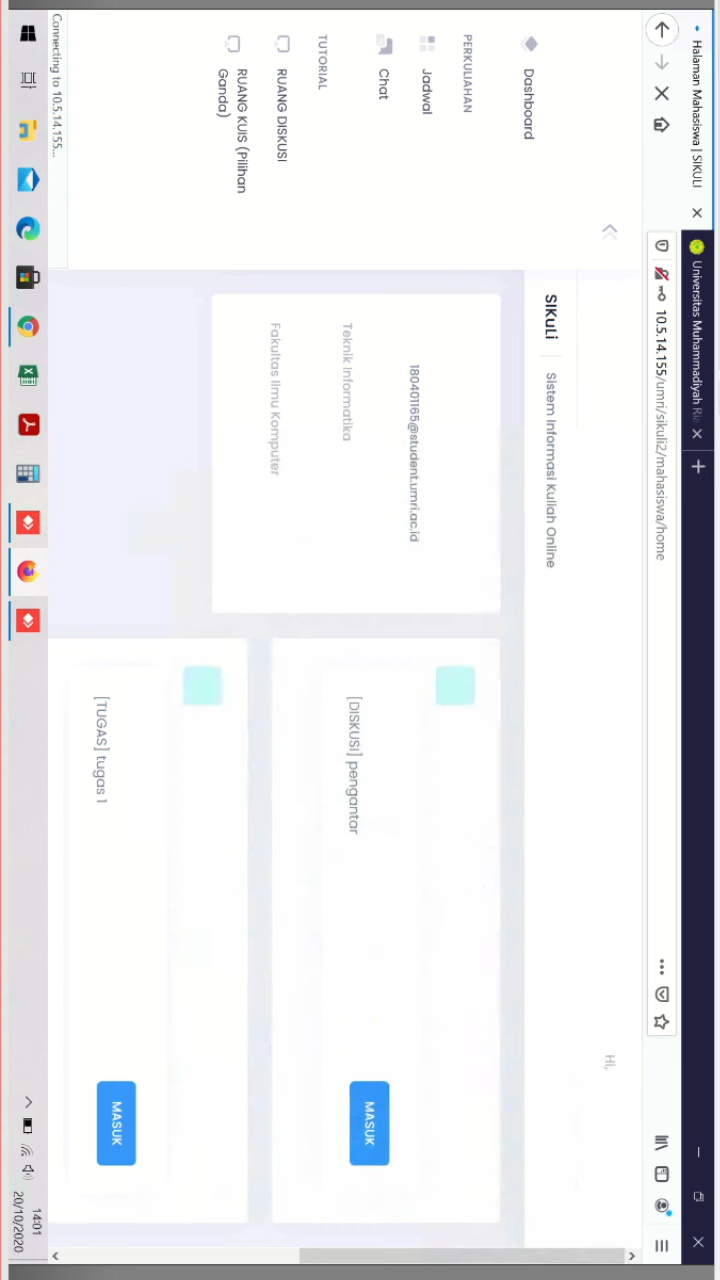 Halaman Mahasiswa | SIKULI
Universitas Muhammadiyah Ria
10.5.14.155/umri/sikuli2/mahasiswa/home
Hi,
SIKuLi
Sistem Informasi Kuliah Online
Dashboard
PERKULIAHAN
Jadwal
Chat
TUTORIAL
RUANG DISKUSI
RUANG KUIS (Pilihan
Ganda)
180401165@student.umri.ac.id
Teknik Informatika
Fakultas Ilmu Komputer
[DISKUSI] pengantar
MASUK
[TUGAS] tugas 1
MASUK
Connecting to 10.5.14.155...
14:01
20/10/2020